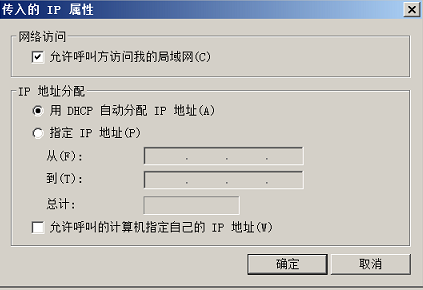 传入的 IP 属性
网络访问
允许呼叫方访问我的局域网(C)
IP 地址分配
用 DHCP 自动分配 IP 地址(A)
指定 IP 地址(P)
从(F):
到(T):
总计:
允许呼叫的计算机指定自己的 IP 地址(W)
确定 取消